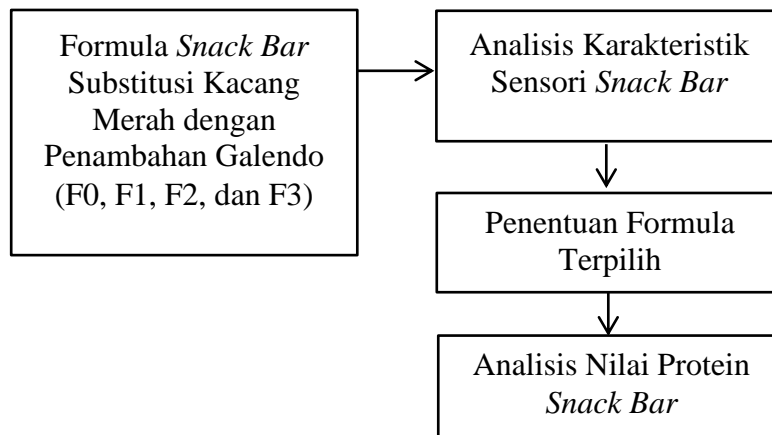 Formula Snack Bar
Substitusi Kacang
Merah dengan
Penambahan Galendo
(F0, F1, F2, dan F3)
Analisis Karakteristik
Sensori Snack Bar
Penentuan Formula
Terpilih
Analisis Nilai Protein
Snack Bar